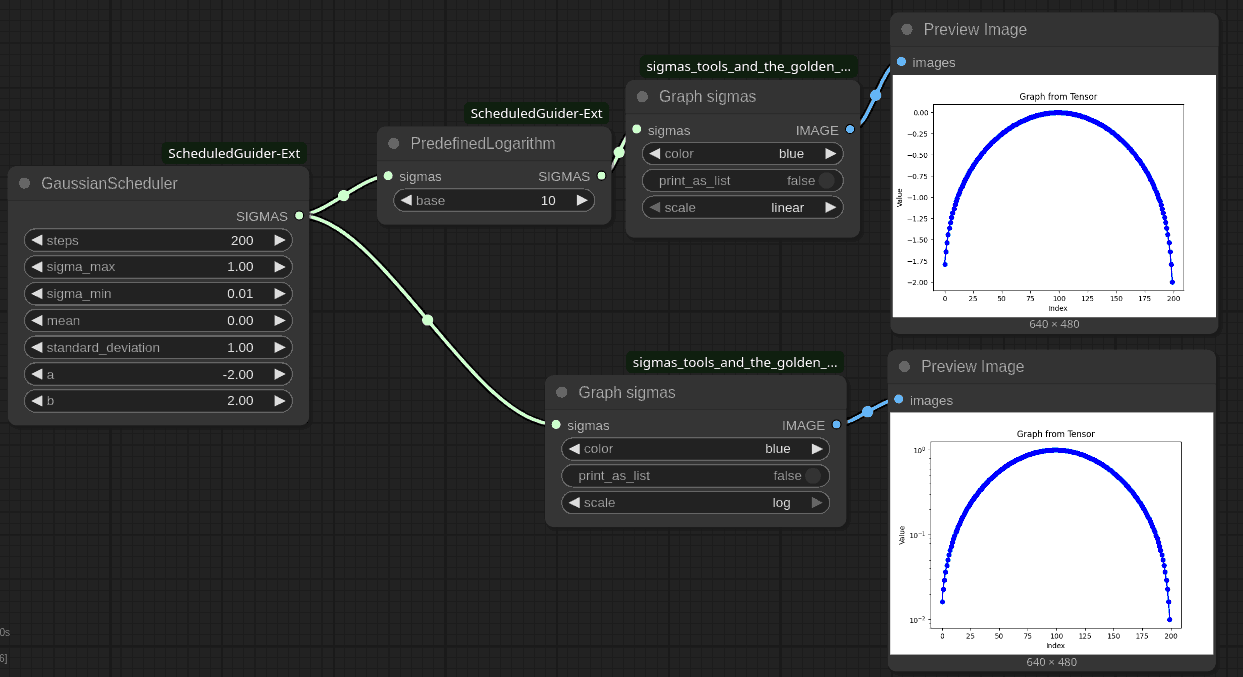 ScheduledGuider-Ext
GaussianScheduler
SIGMAS
steps 200
sigma_max 1.00
sigma_min 0.01
mean 0.00
standard_deviation 1.00
a -2.00
b 2.00
ScheduledGuider-Ext
PredefinedLogarithm
sigmas SIGMAS
base 10
sigmas_tools_and_the_golden_...
Graph sigmas
sigmas IMAGE
color blue
print_as_list false
scale linear
Preview Image
images
Graph from Tensor
0.00
−0.25
−0.50
−0.75
−1.00
−1.25
−1.50
−1.75
−2.00
Value
0 25 50 75 100 125 150 175 200
Index
640 × 480
sigmas_tools_and_the_golden_...
Graph sigmas
sigmas IMAGE
color blue
print_as_list false
scale log
Preview Image
images
Graph from Tensor
10⁰
10⁻¹
10⁻²
Value
0 25 50 75 100 125 150 175 200
Index
640 × 480
0s
6]